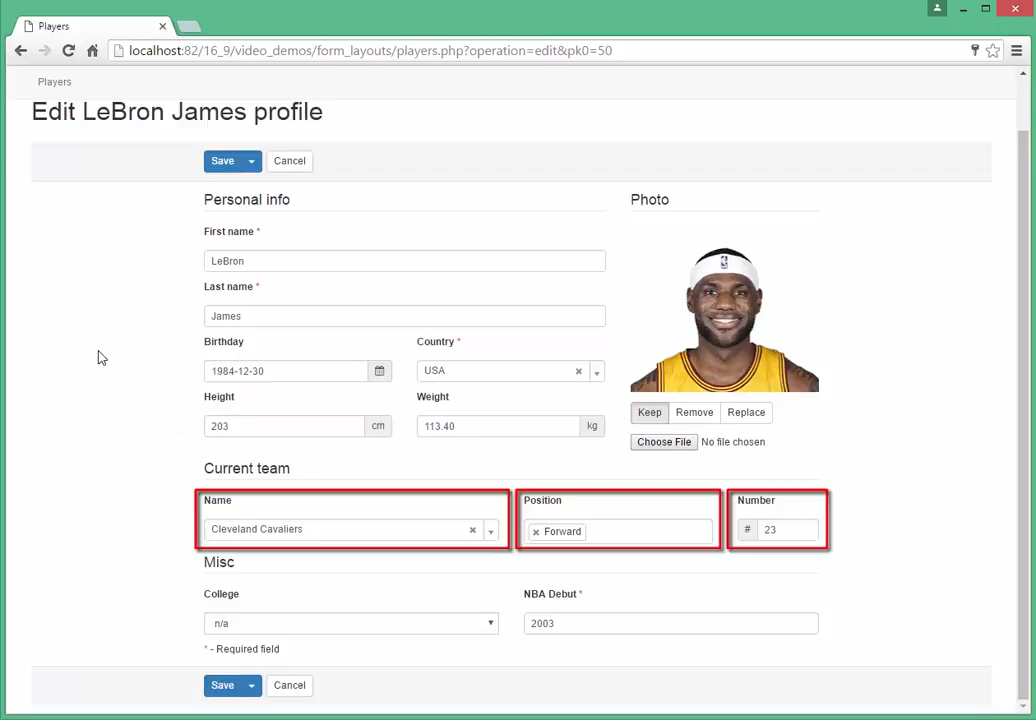 Players
localhost:82/16_9/video_demos/form_layouts/players.php?operation=edit&pk0=50
Players
Edit LeBron James profile
Save Cancel
Personal info
Photo
First name *
LeBron
Last name *
James
Birthday
Country *
1984-12-30
USA
Height
Weight
203 cm
113.40 kg
Keep Remove Replace
Choose File No file chosen
Current team
Name
Position
Number
Cleveland Cavaliers
Forward
# 23
Misc
College
NBA Debut *
n/a
2003
* - Required field
Save Cancel